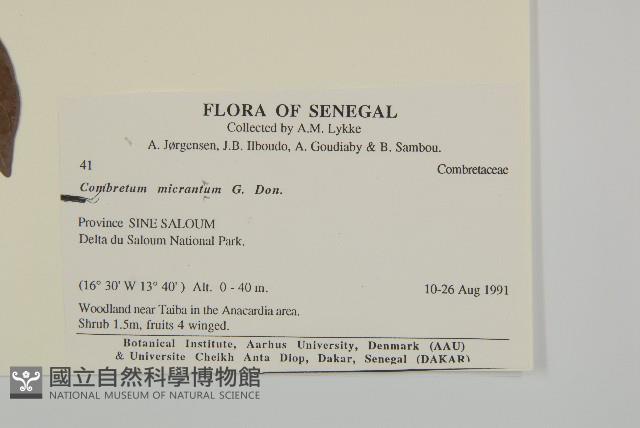 FLORA OF SENEGAL
Collected by A.M. Lykke
A. Jørgensen, J.B. Ilboudo, A. Goudiaby & B. Sambou.
41
Combretaceae
Combretum micrantum G. Don.
Province SINE SALOUM
Delta du Saloum National Park.
(16° 30' W 13° 40' ) Alt. 0 - 40 m.
10-26 Aug 1991
Woodland near Taiba in the Anacardia area.
Shrub 1.5m, fruits 4 winged.
Botanical Institute, Aarhus University, Denmark (AAU)
& Universite Cheikh Anta Diop, Dakar, Senegal (DAKAR)
國立自然科學博物館
NATIONAL MUSEUM OF NATURAL SCIENCE